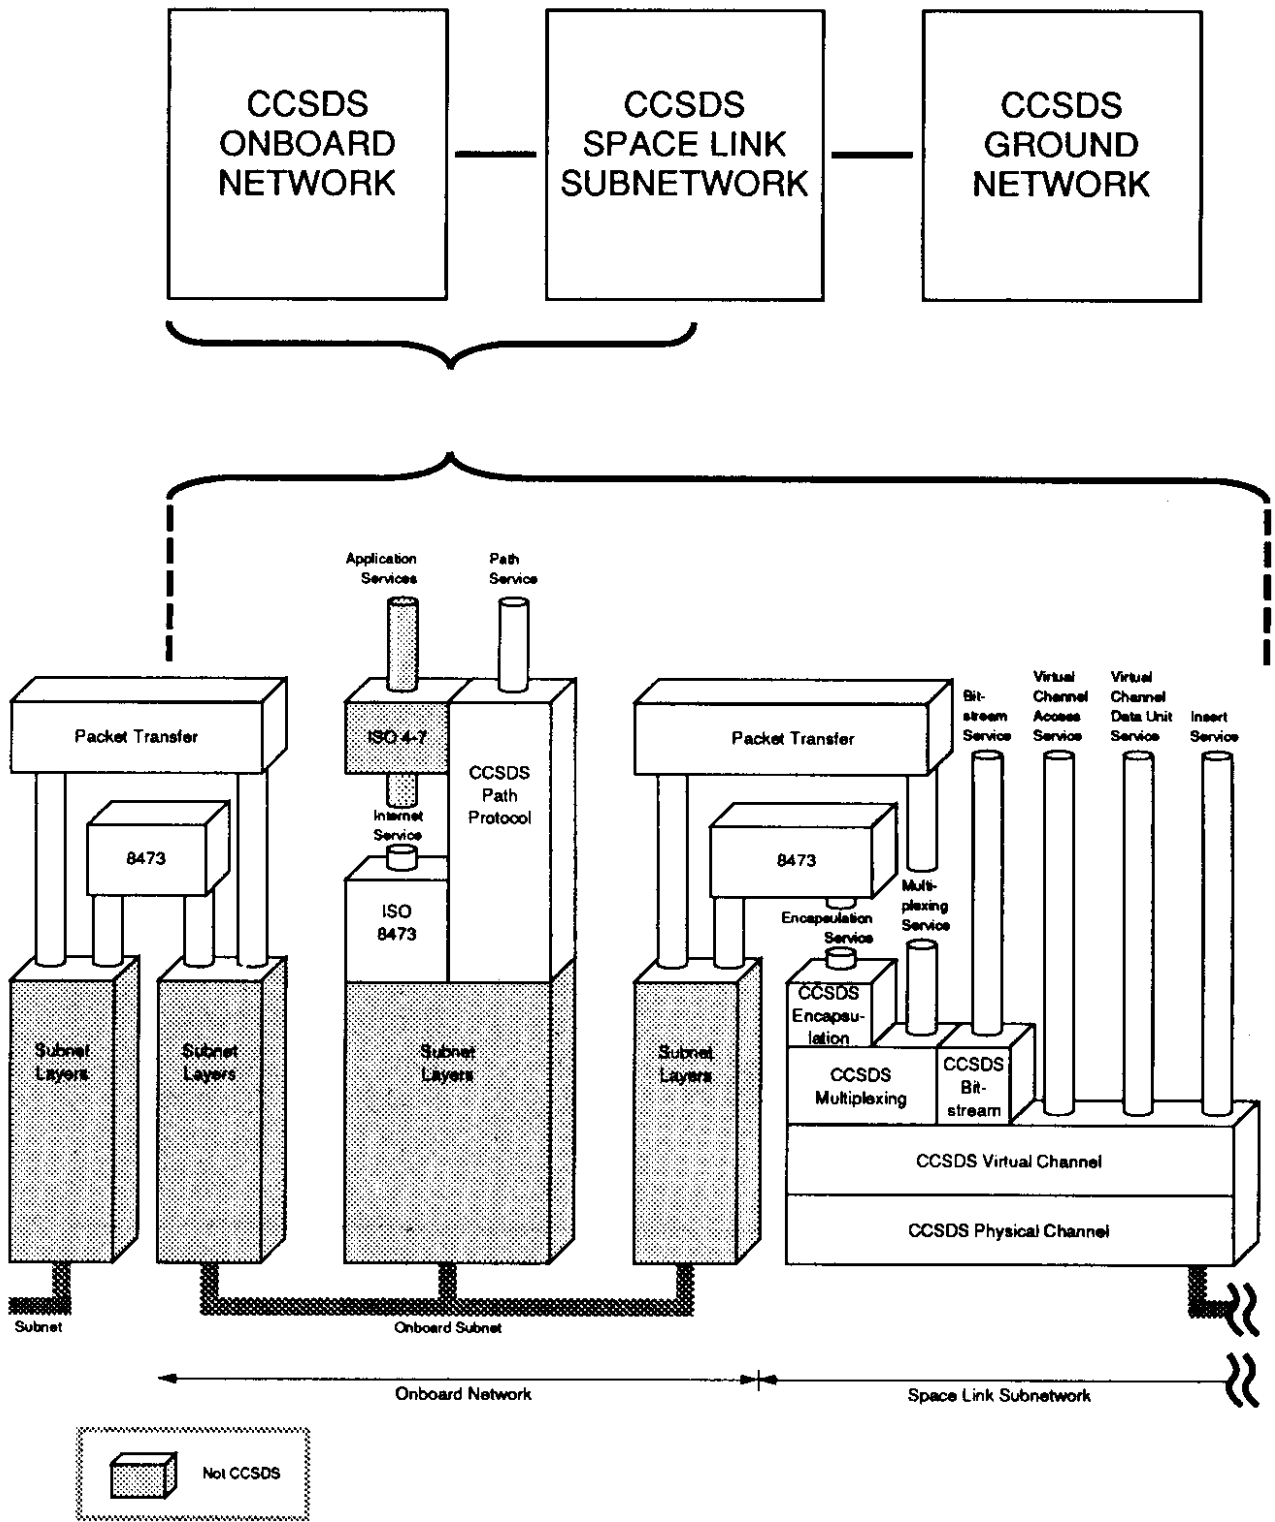 CCSDS
ONBOARD
NETWORK
CCSDS
SPACE LINK
SUBNETWORK
CCSDS
GROUND
NETWORK
Application
Services
Path
Service
Packet Transfer
8473
Subnet
Layers
Subnet
Layers
ISO 4-7
Internet
Service
ISO
8473
CCSDS
Path
Protocol
Subnet
Layers
Packet Transfer
8473
Subnet
Layers
Encapsulation
Service
Multi-
plexing
Service
Bit-
stream
Service
Virtual
Channel
Access
Service
Virtual
Channel
Data Unit
Service
Insert
Service
CCSDS
Encapsu-
lation
CCSDS
Multiplexing
CCSDS
Bit-
stream
CCSDS Virtual Channel
CCSDS Physical Channel
Subnet
Onboard Subnet
Onboard Network
Space Link Subnetwork
Not CCSDS